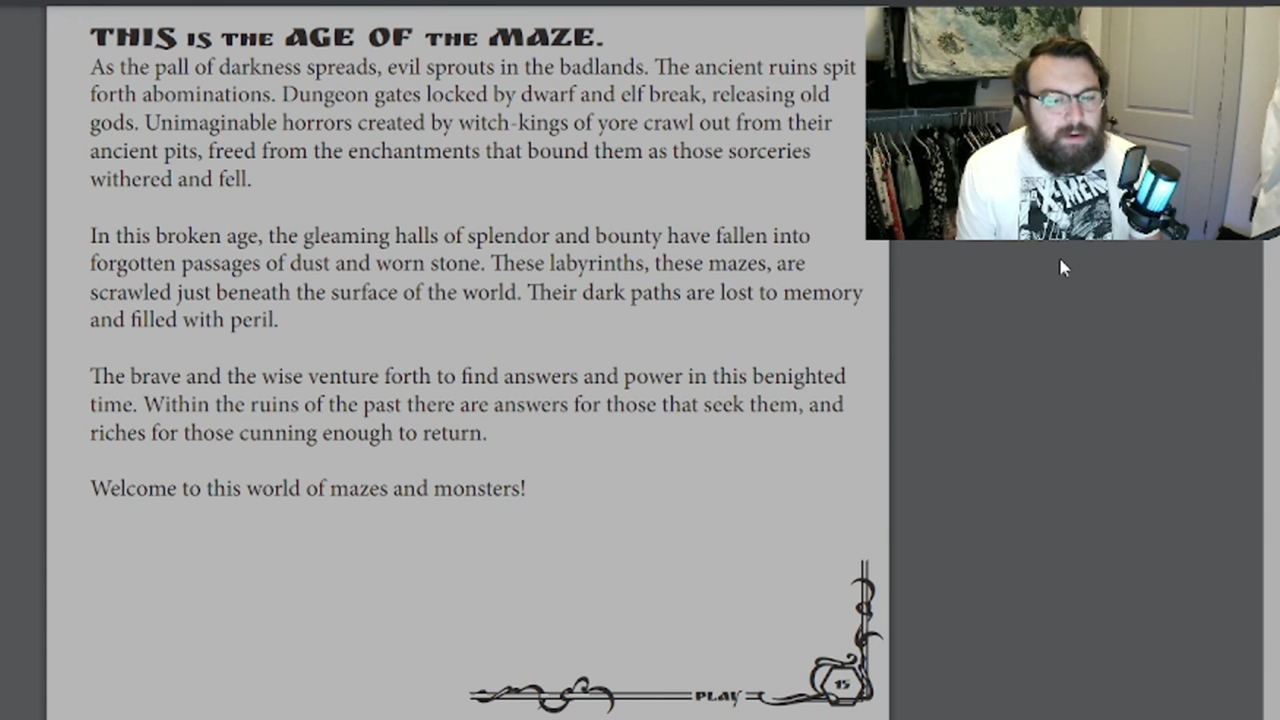 THIS IS THE AGE OF THE MAZE.
As the pall of darkness spreads, evil sprouts in the badlands. The ancient ruins spit
forth abominations. Dungeon gates locked by dwarf and elf break, releasing old
gods. Unimaginable horrors created by witch-kings of yore crawl out from their
ancient pits, freed from the enchantments that bound them as those sorceries
withered and fell.
In this broken age, the gleaming halls of splendor and bounty have fallen into
forgotten passages of dust and worn stone. These labyrinths, these mazes, are
scrawled just beneath the surface of the world. Their dark paths are lost to memory
and filled with peril.
The brave and the wise venture forth to find answers and power in this benighted
time. Within the ruins of the past there are answers for those that seek them, and
riches for those cunning enough to return.
Welcome to this world of mazes and monsters!
PLAY
15
X-MEN